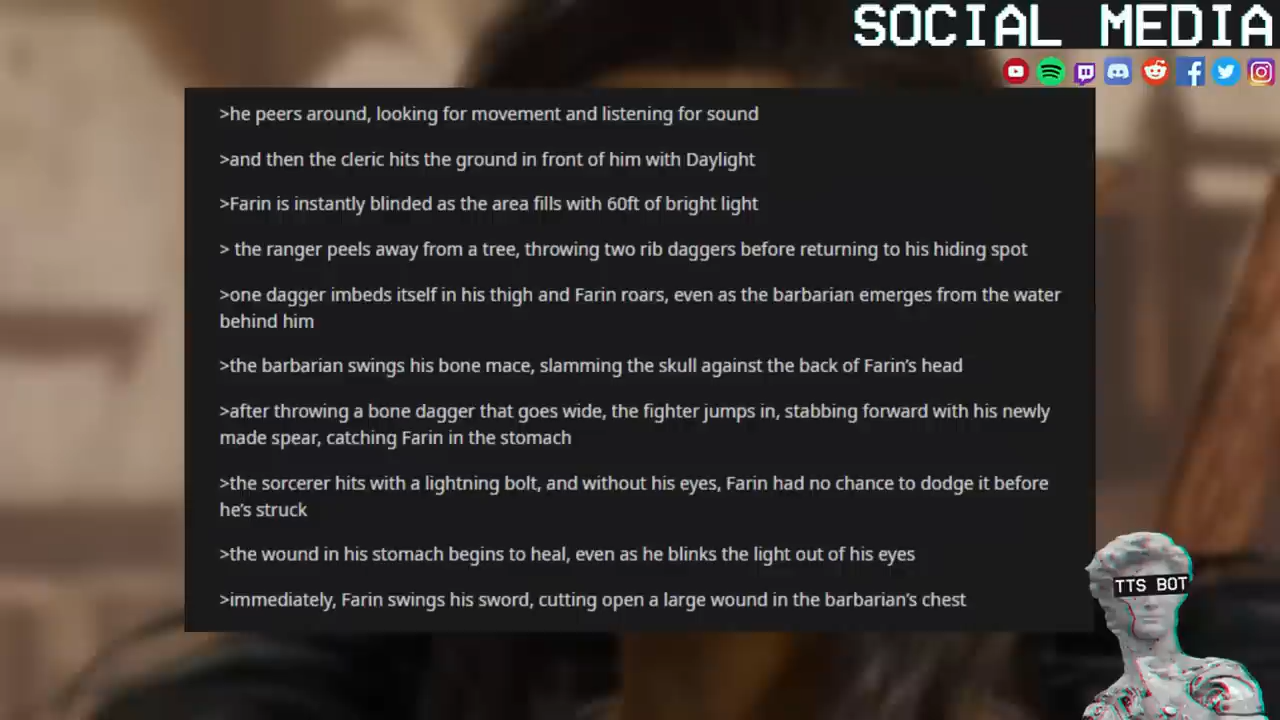 SOCIAL MEDIA
>he peers around, looking for movement and listening for sound
>and then the cleric hits the ground in front of him with Daylight
>Farin is instantly blinded as the area fills with 60ft of bright light
> the ranger peels away from a tree, throwing two rib daggers before returning to his hiding spot
>one dagger imbeds itself in his thigh and Farin roars, even as the barbarian emerges from the water
behind him
>the barbarian swings his bone mace, slamming the skull against the back of Farin’s head
>after throwing a bone dagger that goes wide, the fighter jumps in, stabbing forward with his newly
made spear, catching Farin in the stomach
>the sorcerer hits with a lightning bolt, and without his eyes, Farin had no chance to dodge it before
he’s struck
>the wound in his stomach begins to heal, even as he blinks the light out of his eyes
>immediately, Farin swings his sword, cutting open a large wound in the barbarian’s chest
TTS BOT